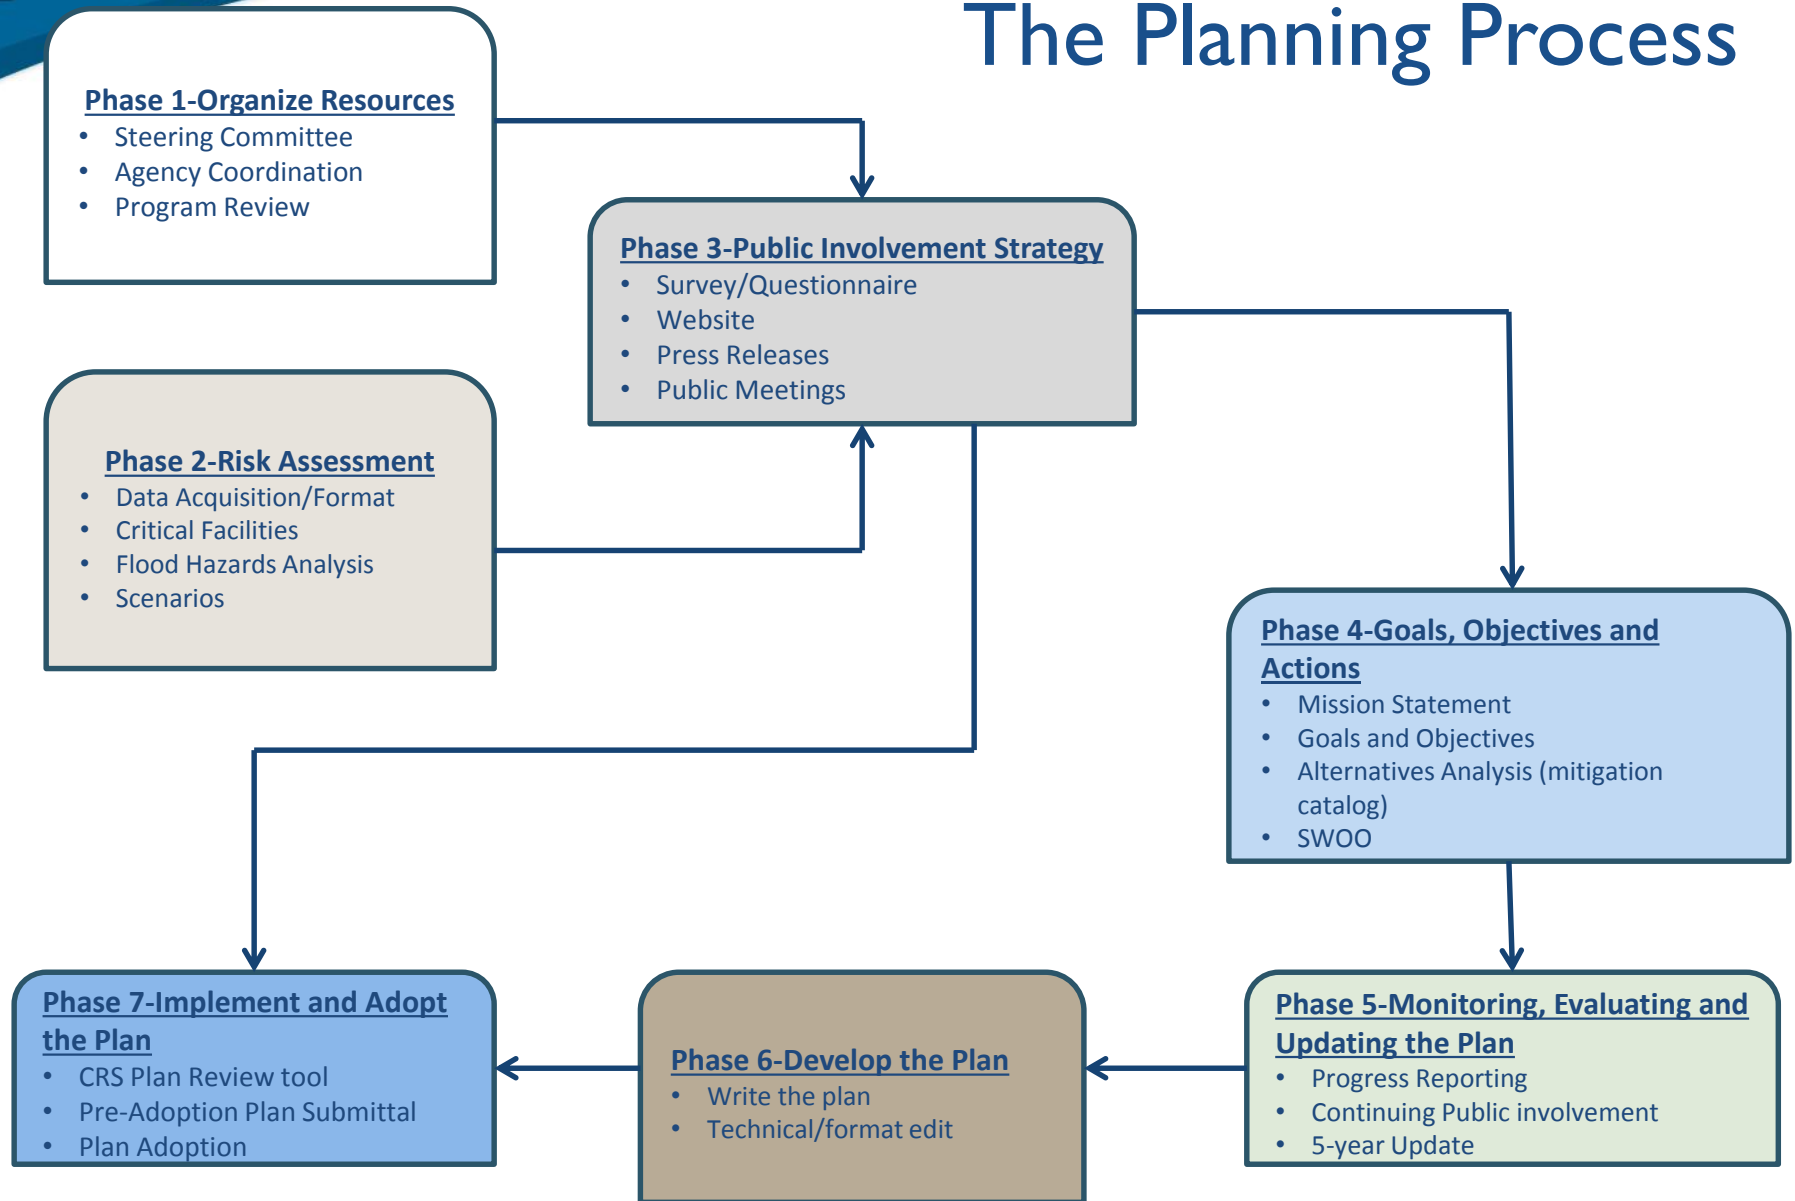 The Planning Process
Phase 1-Organize Resources
• Steering Committee
• Agency Coordination
• Program Review
Phase 3-Public Involvement Strategy
• Survey/Questionnaire
• Website
• Press Releases
• Public Meetings
Phase 2-Risk Assessment
• Data Acquisition/Format
• Critical Facilities
• Flood Hazards Analysis
• Scenarios
Phase 4-Goals, Objectives and
Actions
• Mission Statement
• Goals and Objectives
• Alternatives Analysis (mitigation
catalog)
• SWOO
Phase 7-Implement and Adopt
the Plan
• CRS Plan Review tool
• Pre-Adoption Plan Submittal
• Plan Adoption
Phase 6-Develop the Plan
• Write the plan
• Technical/format edit
Phase 5-Monitoring, Evaluating and
Updating the Plan
• Progress Reporting
• Continuing Public involvement
• 5-year Update